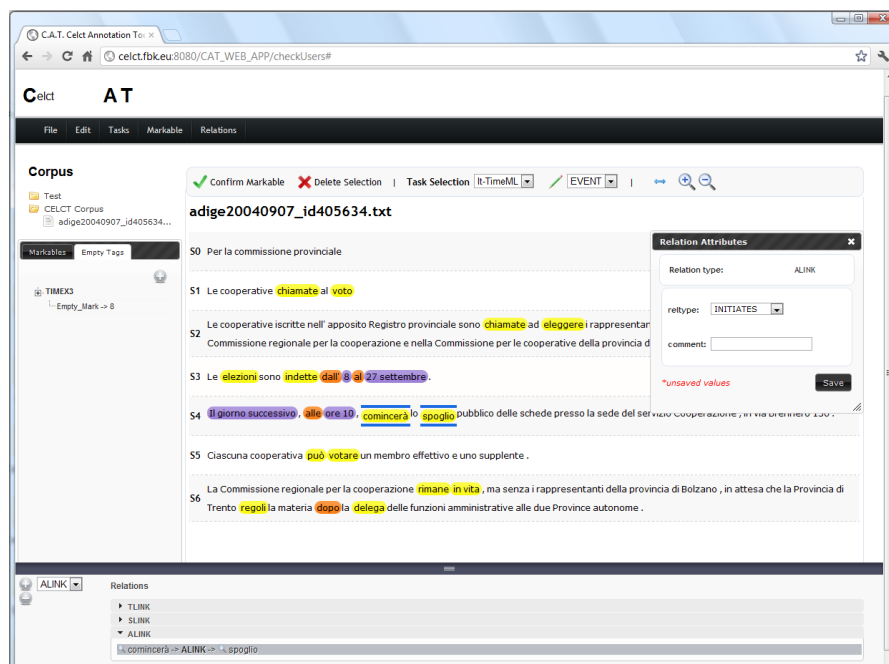 C.A.T. Celct Annotation To
celct.fbk.eu:8080/CAT_WEB_APP/checkUsers#
Celct AT
File Edit Tasks Markable Relations
Corpus
Test
CELCT Corpus
adige20040907_id405634...
Markables Empty Tags
TIMEX3
Empty_Mark -> 8
Confirm Markable Delete Selection | Task Selection It-TimeML EVENT |
adige20040907_id405634.txt
S0 Per la commissione provinciale
S1 Le cooperative chiamate al voto
S2 Le cooperative iscritte nell' apposito Registro provinciale sono chiamate ad eleggere i rappresentan
Commissione regionale per la cooperazione e nella Commissione per le cooperative della provincia d
S3 Le elezioni sono indette dall' 8 al 27 settembre .
S4 Il giorno successivo , alle ore 10 , comincerà lo spoglio pubblico delle schede presso la sede del servizio Cooperazione , in via Brennero 136 .
S5 Ciascuna cooperativa può votare un membro effettivo e uno supplente .
S6 La Commissione regionale per la cooperazione rimane in vita , ma senza i rappresentanti della provincia di Bolzano , in attesa che la Provincia di
Trento regoli la materia dopo la delega delle funzioni amministrative alle due Province autonome .
Relation Attributes
Relation type: ALINK
reltype: INITIATES
comment:
*unsaved values Save
ALINK
Relations
TLINK
SLINK
ALINK
comincerà -> ALINK -> spoglio